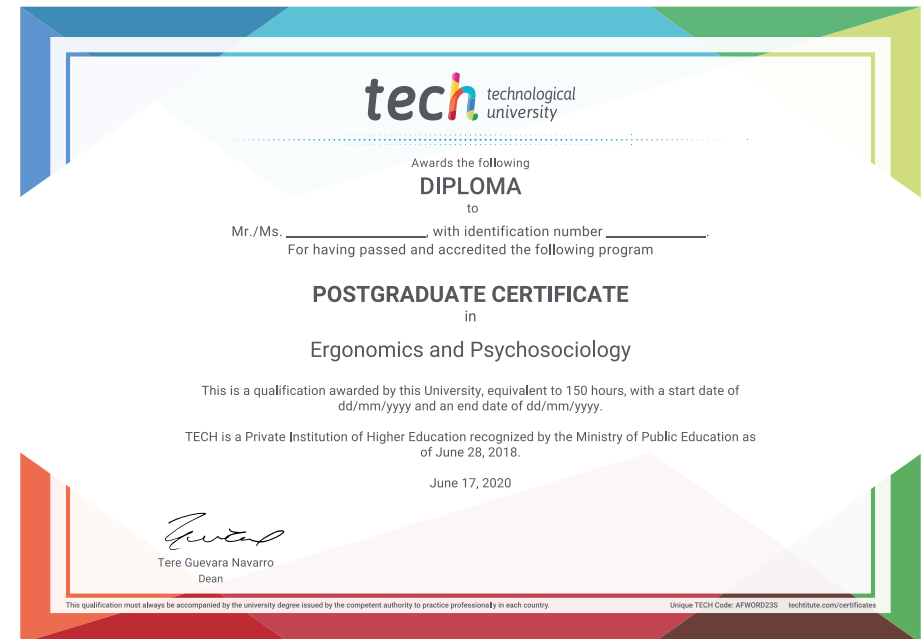 tech technological
university
Awards the following
DIPLOMA
to
Mr./Ms. ____________________, with identification number ______________.
For having passed and accredited the following program
POSTGRADUATE CERTIFICATE
in
Ergonomics and Psychosociology
This is a qualification awarded by this University, equivalent to 150 hours, with a start date of
dd/mm/yyyy and an end date of dd/mm/yyyy.
TECH is a Private Institution of Higher Education recognized by the Ministry of Public Education as
of June 28, 2018.
June 17, 2020
Tere Guevara Navarro
Dean
This qualification must always be accompanied by the university degree issued by the competent authority to practice professionally in each country. Unique TECH Code: AFWORD23S techtitute.com/certificates